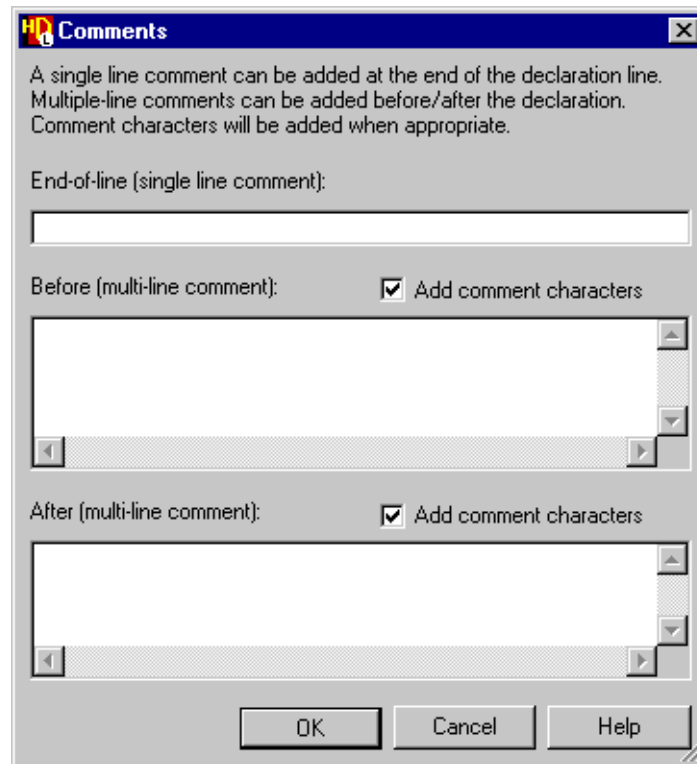 HDL Comments
A single line comment can be added at the end of the declaration line.
Multiple-line comments can be added before/after the declaration.
Comment characters will be added when appropriate.
End-of-line (single line comment):
Before (multi-line comment): Add comment characters
After (multi-line comment): Add comment characters
OK Cancel Help